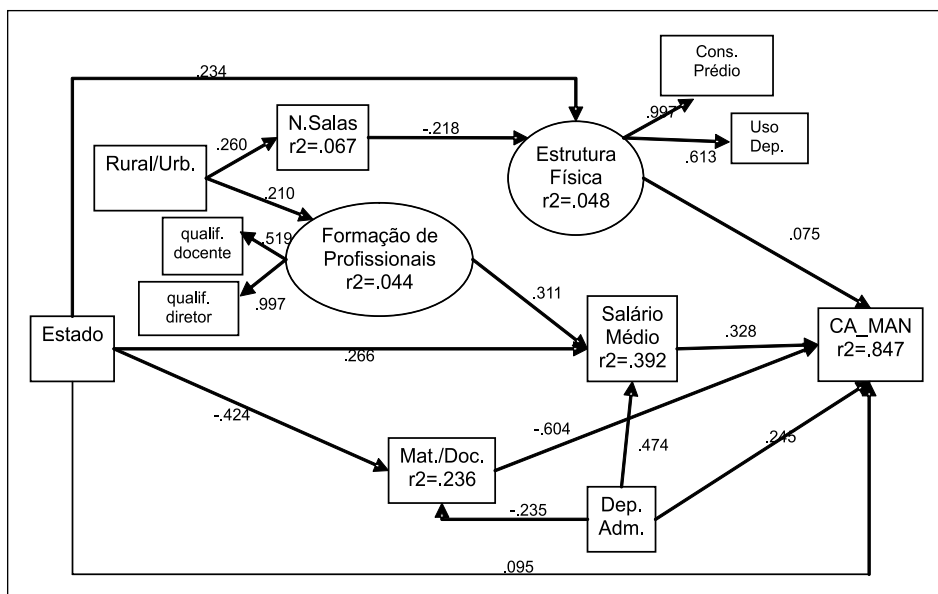 Cons.
Prédio
.234
.997
N.Salas
r2=.067
-.218
Uso
Dep.
.613
Estrutura
Física
r2=.048
.260
Rural/Urb.
.210
qualif.
docente
.519
Formação de
Profissionais
r2=.044
.075
qualif.
diretor
.997
.311
Estado
Salário
Médio
r2=.392
.328
CA_MAN
r2=.847
.266
-.424
-.604
.474
.245
Mat./Doc.
r2=.236
-.235
Dep.
Adm.
.095